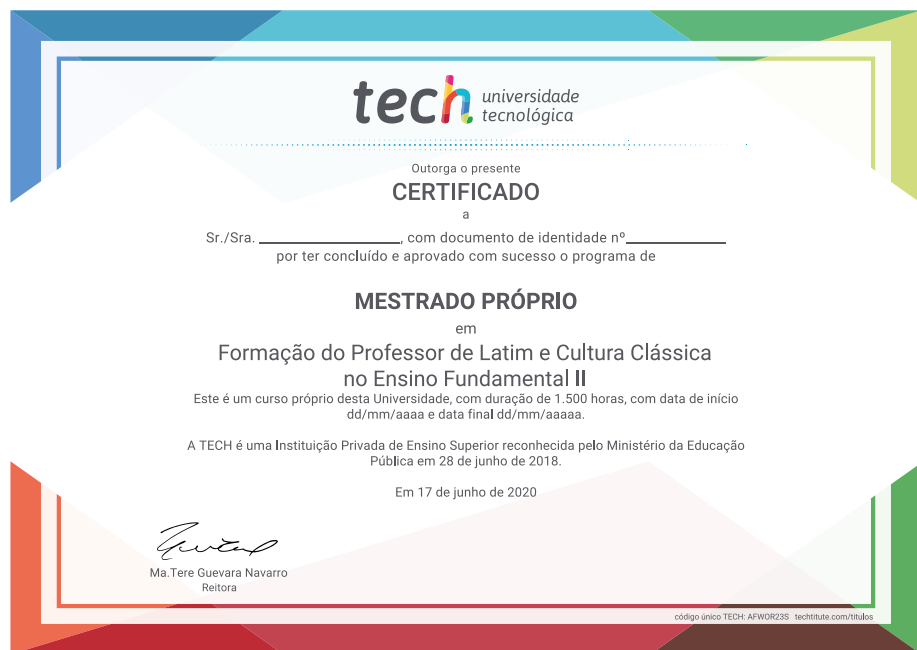 tech universidade
tecnológica
Outorga o presente
CERTIFICADO
a
Sr./Sra. ____________________, com documento de identidade nº______________
por ter concluído e aprovado com sucesso o programa de
MESTRADO PRÓPRIO
em
Formação do Professor de Latim e Cultura Clássica
no Ensino Fundamental II
Este é um curso próprio desta Universidade, com duração de 1.500 horas, com data de início
dd/mm/aaaa e data final dd/mm/aaaaa.
A TECH é uma Instituição Privada de Ensino Superior reconhecida pelo Ministério da Educação
Pública em 28 de junho de 2018.
Em 17 de junho de 2020
Ma.Tere Guevara Navarro
Reitora
código único TECH: AFWOR23S techtitute.com/titulos